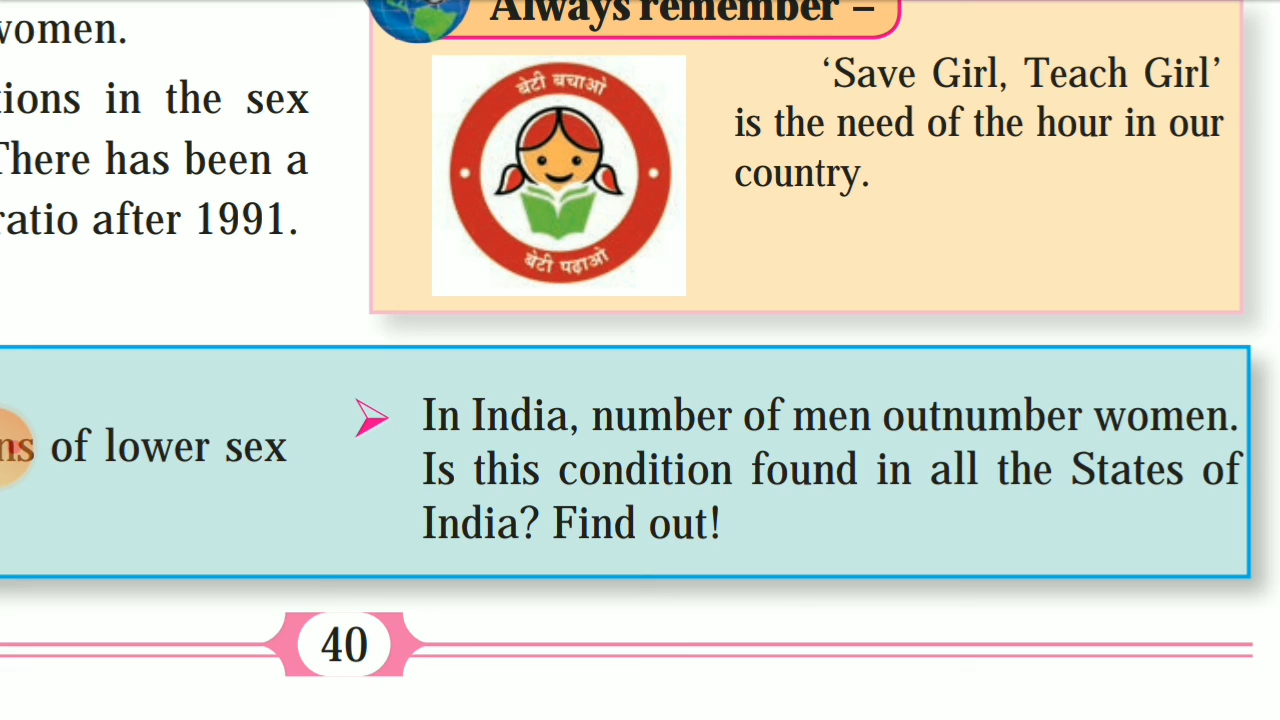 women.
tions in the sex
There has been a
ratio after 1991.
Always remember –
बेटी बचाओ
बेटी पढ़ाओ
‘Save Girl, Teach Girl’
is the need of the hour in our
country.
ns of lower sex
In India, number of men outnumber women.
Is this condition found in all the States of
India? Find out!
40